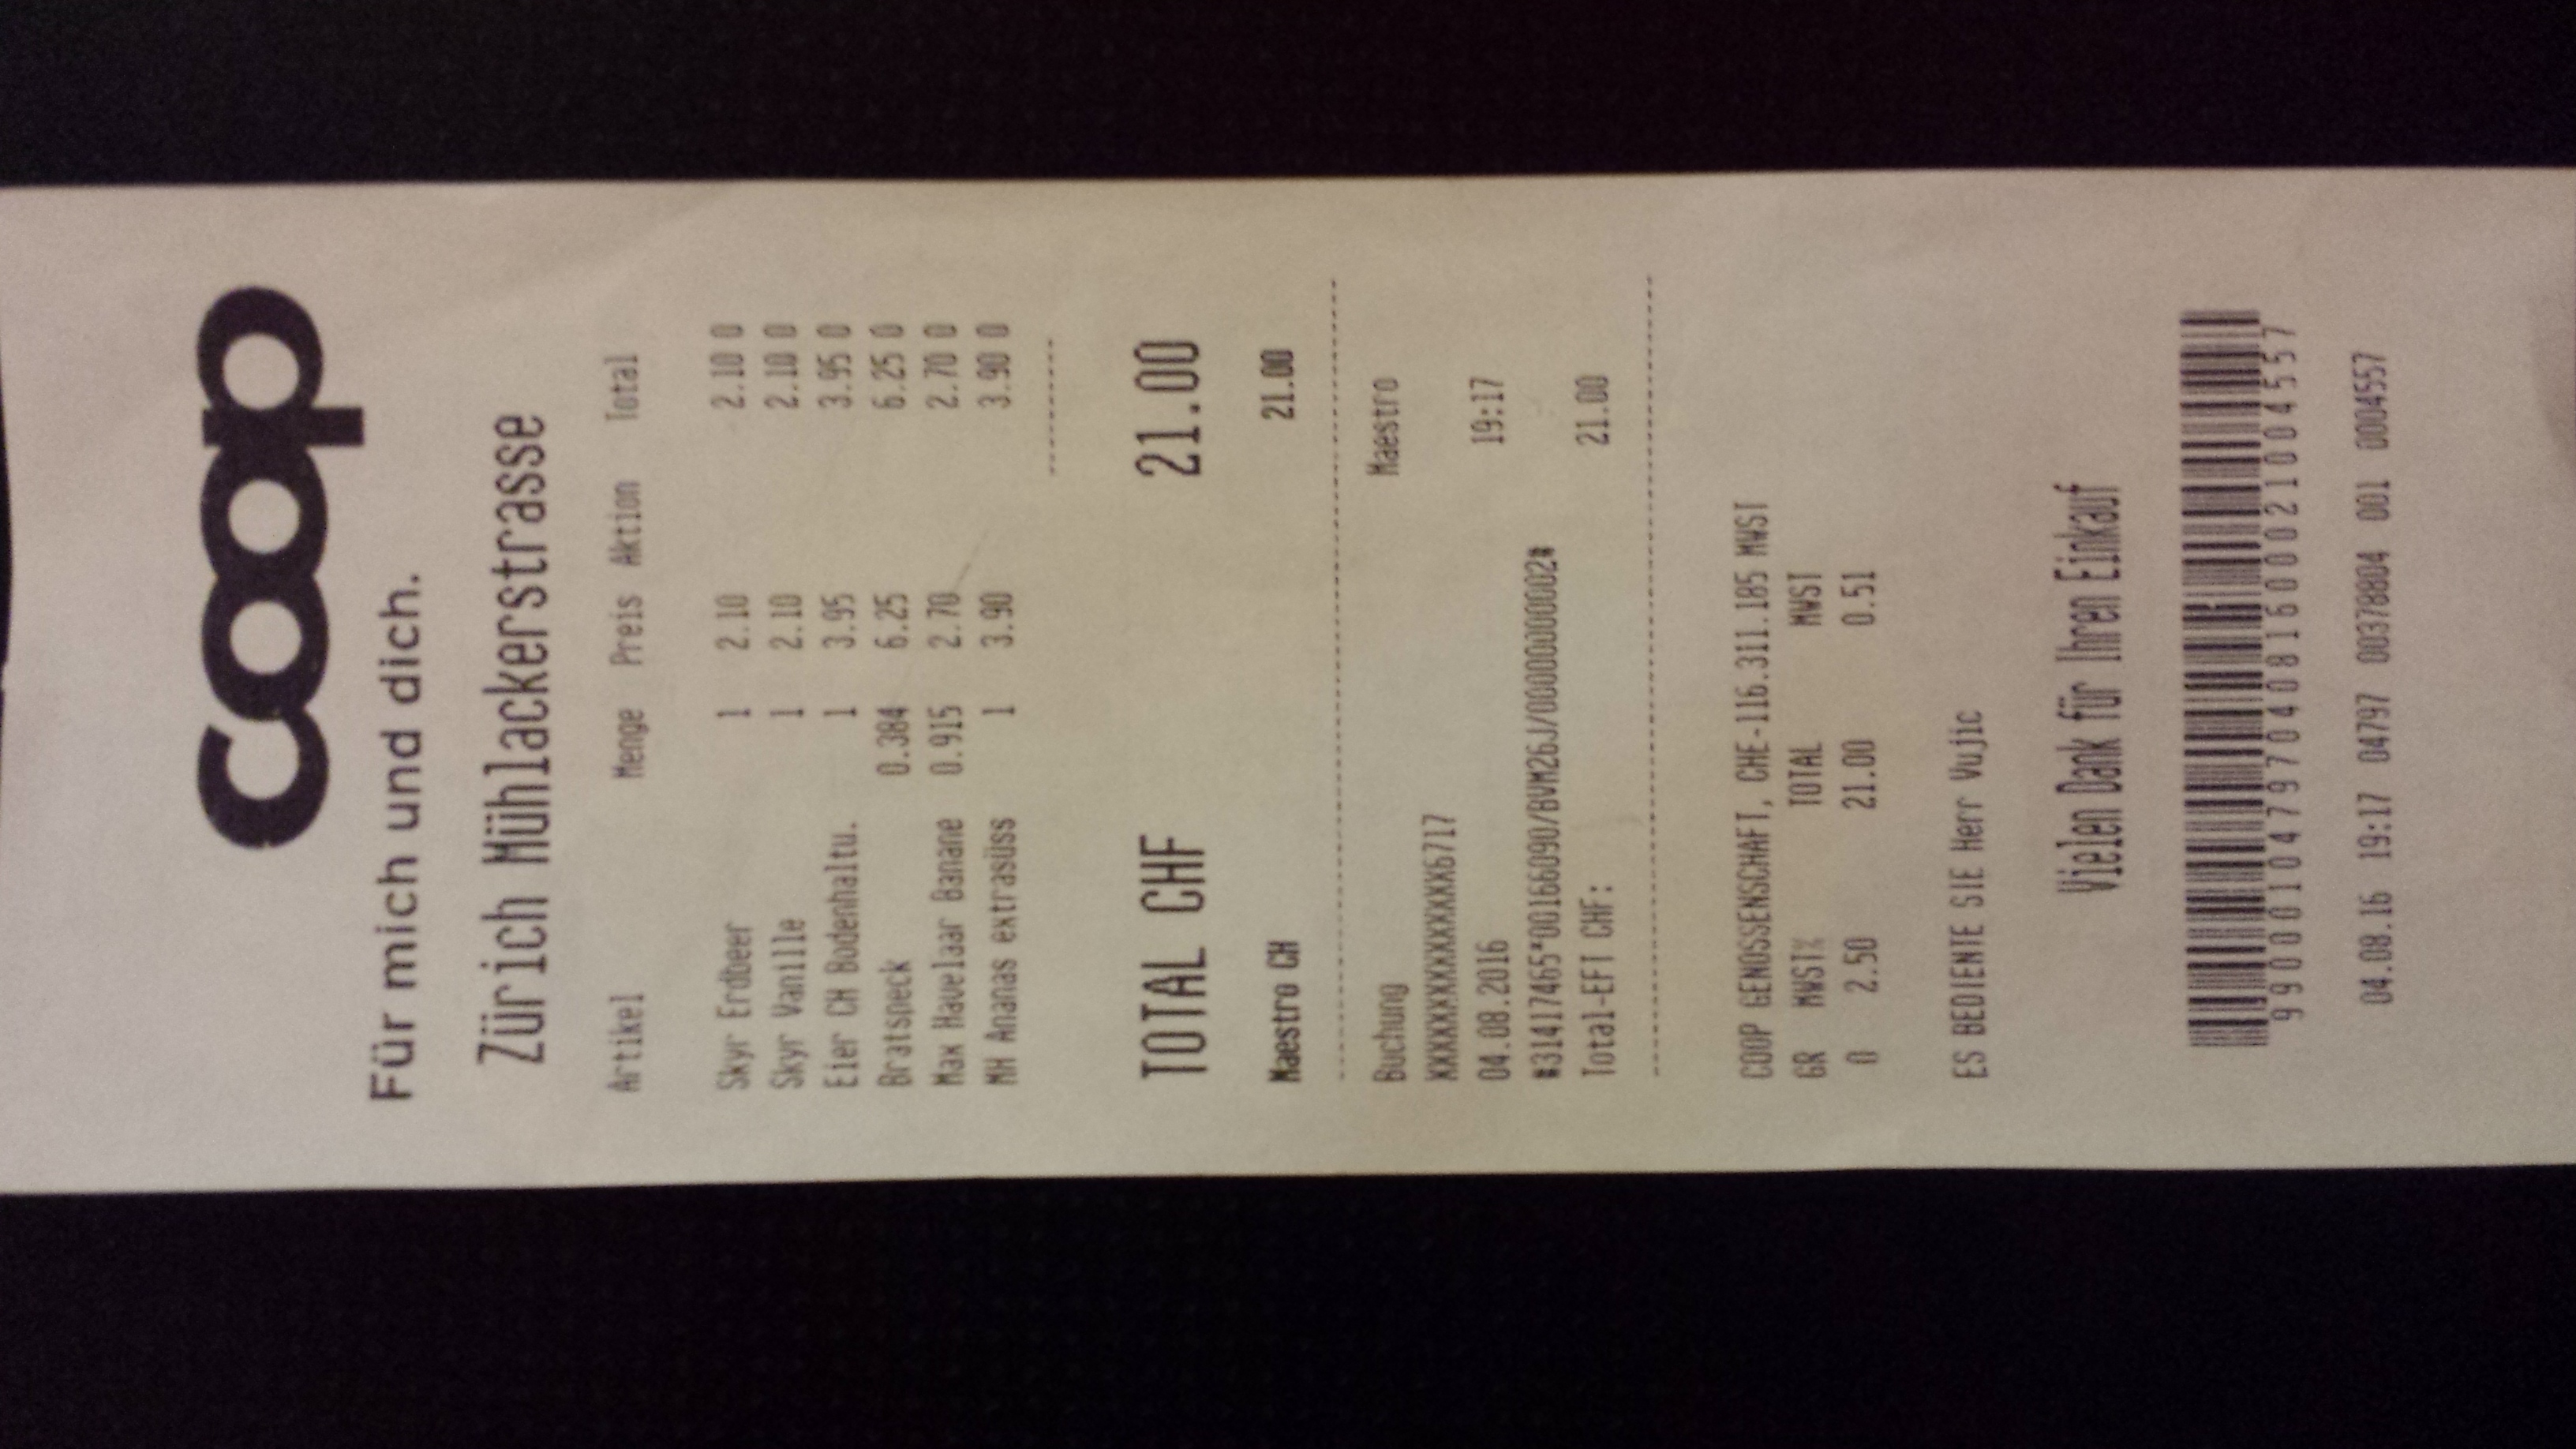 coop
Für mich und dich.
Zürich Mühlackerstrasse
Artikel Menge Preis Aktion Total
Skyr Erdbeer 1 2.10 2.10 0
Skyr Vanille 1 2.10 2.10 0
Eier CH Bodenhaltu. 1 3.95 3.95 0
Bratspeck 0.384 6.25 6.25 0
Max Havelaar Banane 0.915 2.70 2.70 0
MH Ananas extrasüss 1 3.90 3.90 0
----------
TOTAL CHF 21.00
Maestro CH 21.00
--------------------------------------------------------
Buchung Maestro
XXXXXXXXXXXXXXX6717
04.08.2016 19:17
*31417465*00166090/BVM26J/00000000002*
Total-EFT CHF: 21.00
--------------------------------------------------------
COOP GENOSSENSCHAFT, CHE-116.311.185 MWST
GR MWST% TOTAL MWST
0 2.50 21.00 0.51
ES BEDIENTE SIE Herr Vujic
Vielen Dank für Ihren Einkauf
9900010479704081600021004557
04.08.16 19:17 04797 00378804 001 0004557